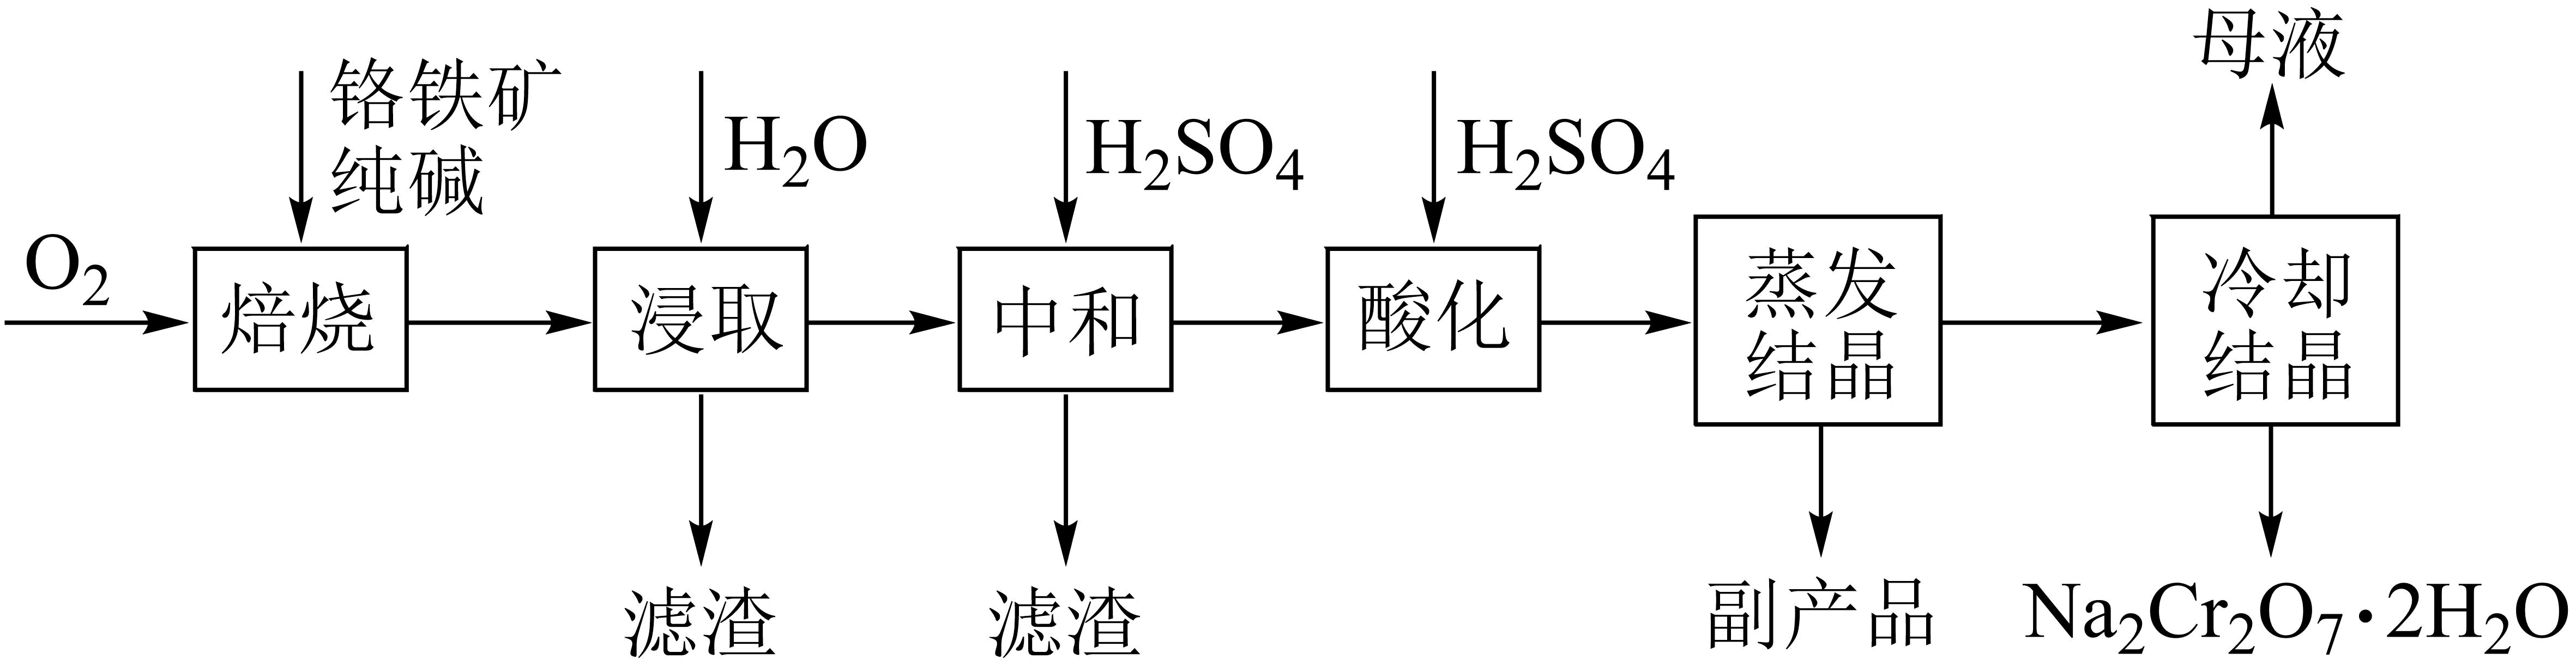 母液
铬铁矿
纯碱
H₂O
H₂SO₄
H₂SO₄
O₂
焙烧
浸取
中和
酸化
蒸发
结晶
冷却
结晶
滤渣
滤渣
副产品
Na₂Cr₂O₇·2H₂O